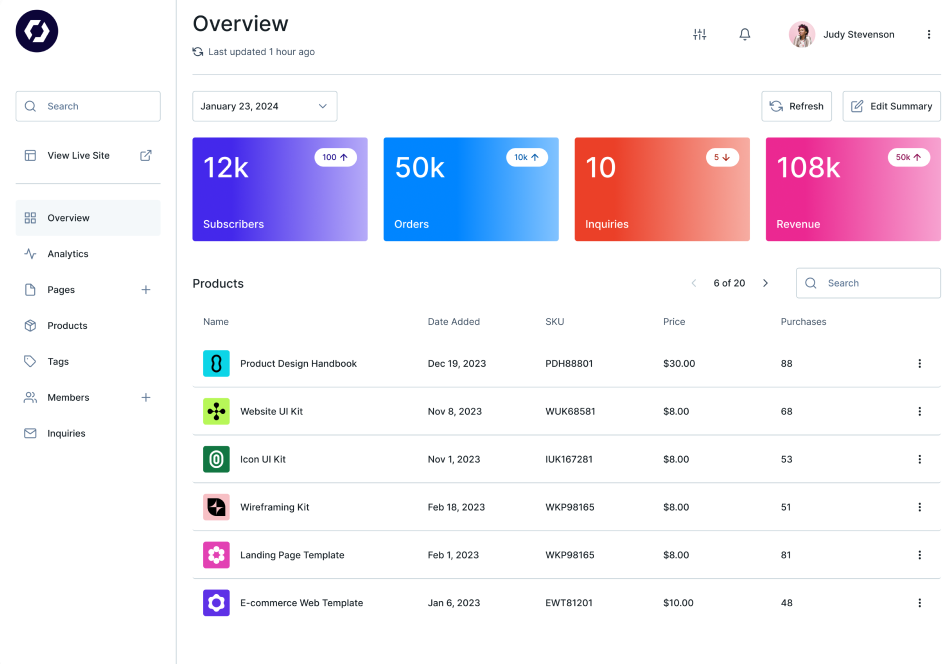 Overview
Last updated 1 hour ago
Judy Stevenson
Search
View Live Site
Overview
Analytics
Pages
Products
Tags
Members
Inquiries
January 23, 2024
Refresh
Edit Summary
12k
100
Subscribers
50k
10k
Orders
10
5
Inquiries
108k
50k
Revenue
Products
6 of 20
Search
Name Date Added SKU Price Purchases
Product Design Handbook Dec 19, 2023 PDH88801 $30.00 88
Website UI Kit Nov 8, 2023 WUK68581 $8.00 68
Icon UI Kit Nov 1, 2023 IUK167281 $8.00 53
Wireframing Kit Feb 18, 2023 WKP98165 $8.00 51
Landing Page Template Feb 1, 2023 WKP98165 $8.00 81
E-commerce Web Template Jan 6, 2023 EWT81201 $10.00 48